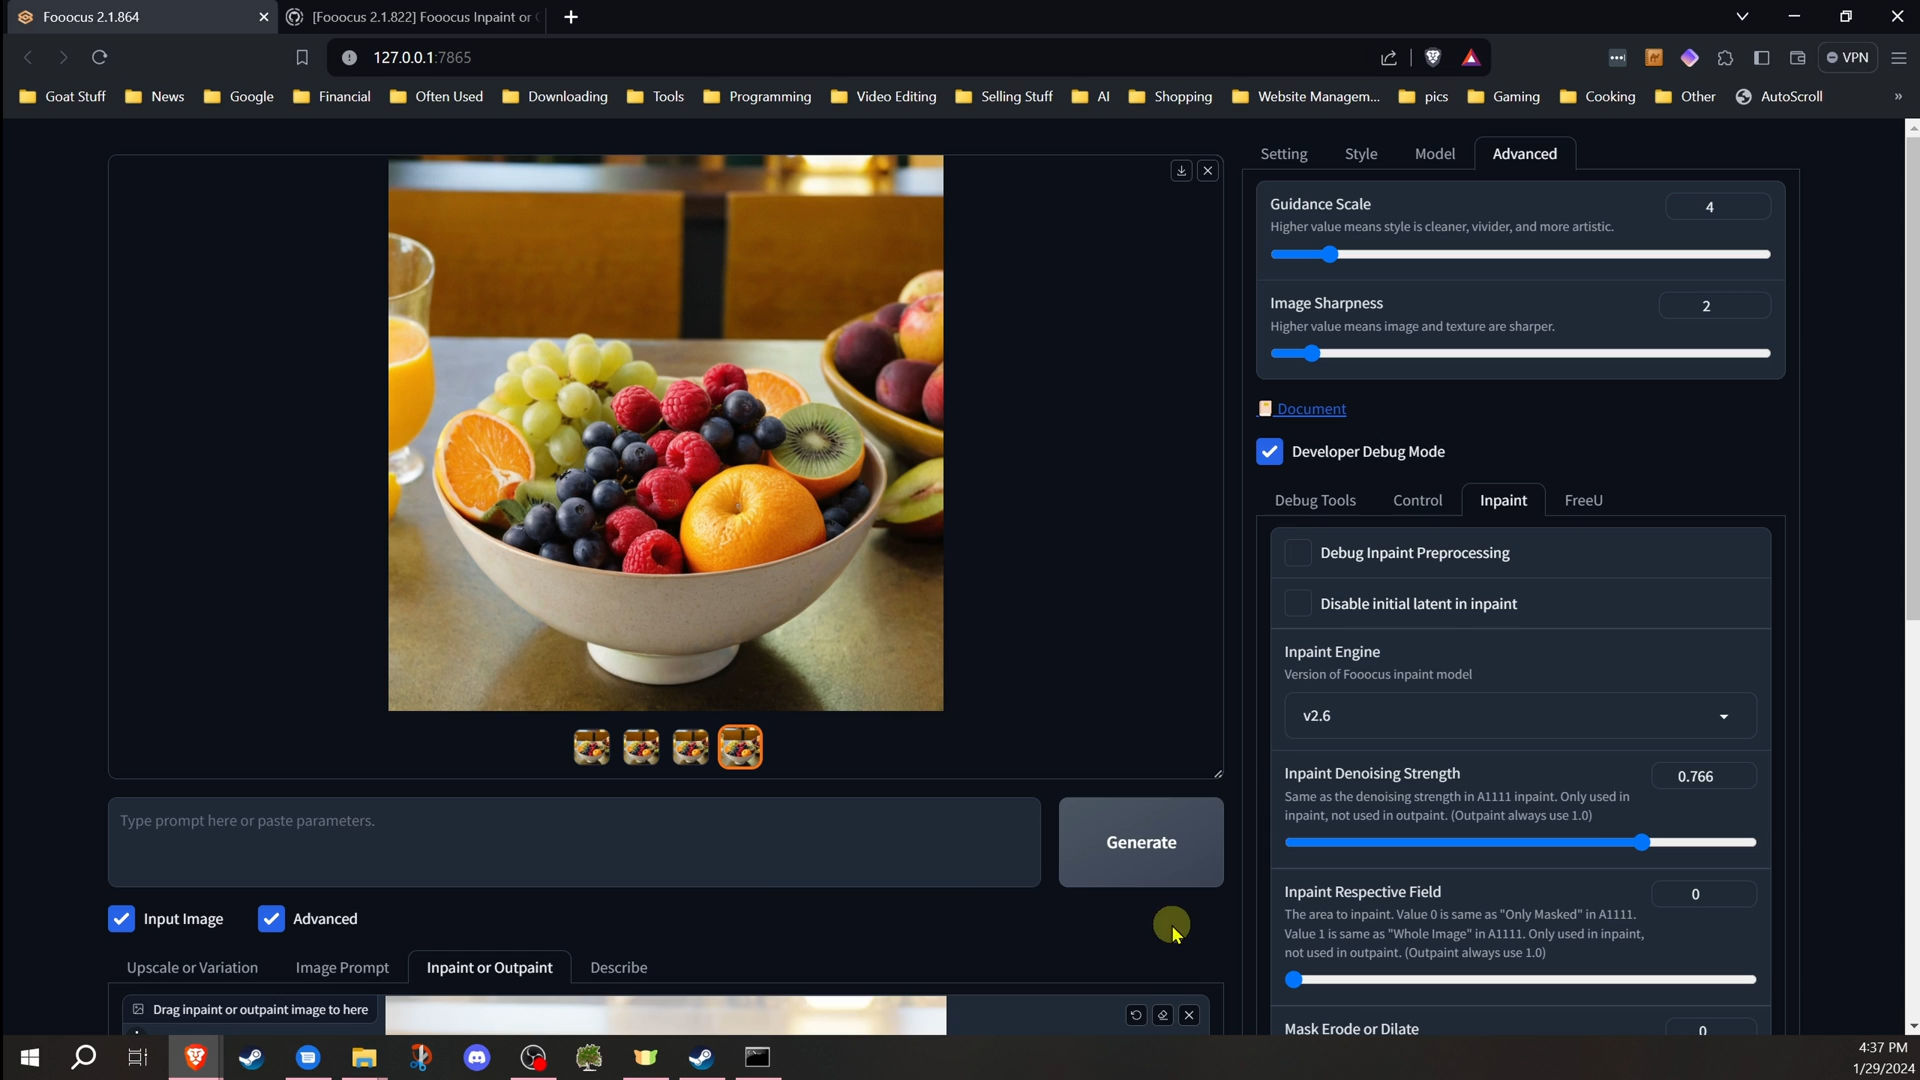 Fooocus 2.1.864
[Fooocus 2.1.822] Fooocus Inpaint or
127.0.0.1:7865
VPN
Goat Stuff
News
Google
Financial
Often Used
Downloading
Tools
Programming
Video Editing
Selling Stuff
AI
Shopping
Website Managem...
pics
Gaming
Cooking
Other
AutoScroll
»
Setting
Style
Model
Advanced
Guidance Scale
4
Higher value means style is cleaner, vivider, and more artistic.
Image Sharpness
2
Higher value means image and texture are sharper.
Document
Developer Debug Mode
Debug Tools
Control
Inpaint
FreeU
Debug Inpaint Preprocessing
Disable initial latent in inpaint
Inpaint Engine
Version of Fooocus inpaint model
v2.6
Inpaint Denoising Strength
0.766
Same as the denoising strength in A1111 inpaint. Only used in
inpaint, not used in outpaint. (Outpaint always use 1.0)
Inpaint Respective Field
0
The area to inpaint. Value 0 is same as "Only Masked" in A1111.
Value 1 is same as "Whole Image" in A1111. Only used in inpaint,
not used in outpaint. (Outpaint always use 1.0)
Mask Erode or Dilate
0
Type prompt here or paste parameters.
Generate
Input Image
Advanced
Upscale or Variation
Image Prompt
Inpaint or Outpaint
Describe
Drag inpaint or outpaint image to here
4:37 PM
1/29/2024